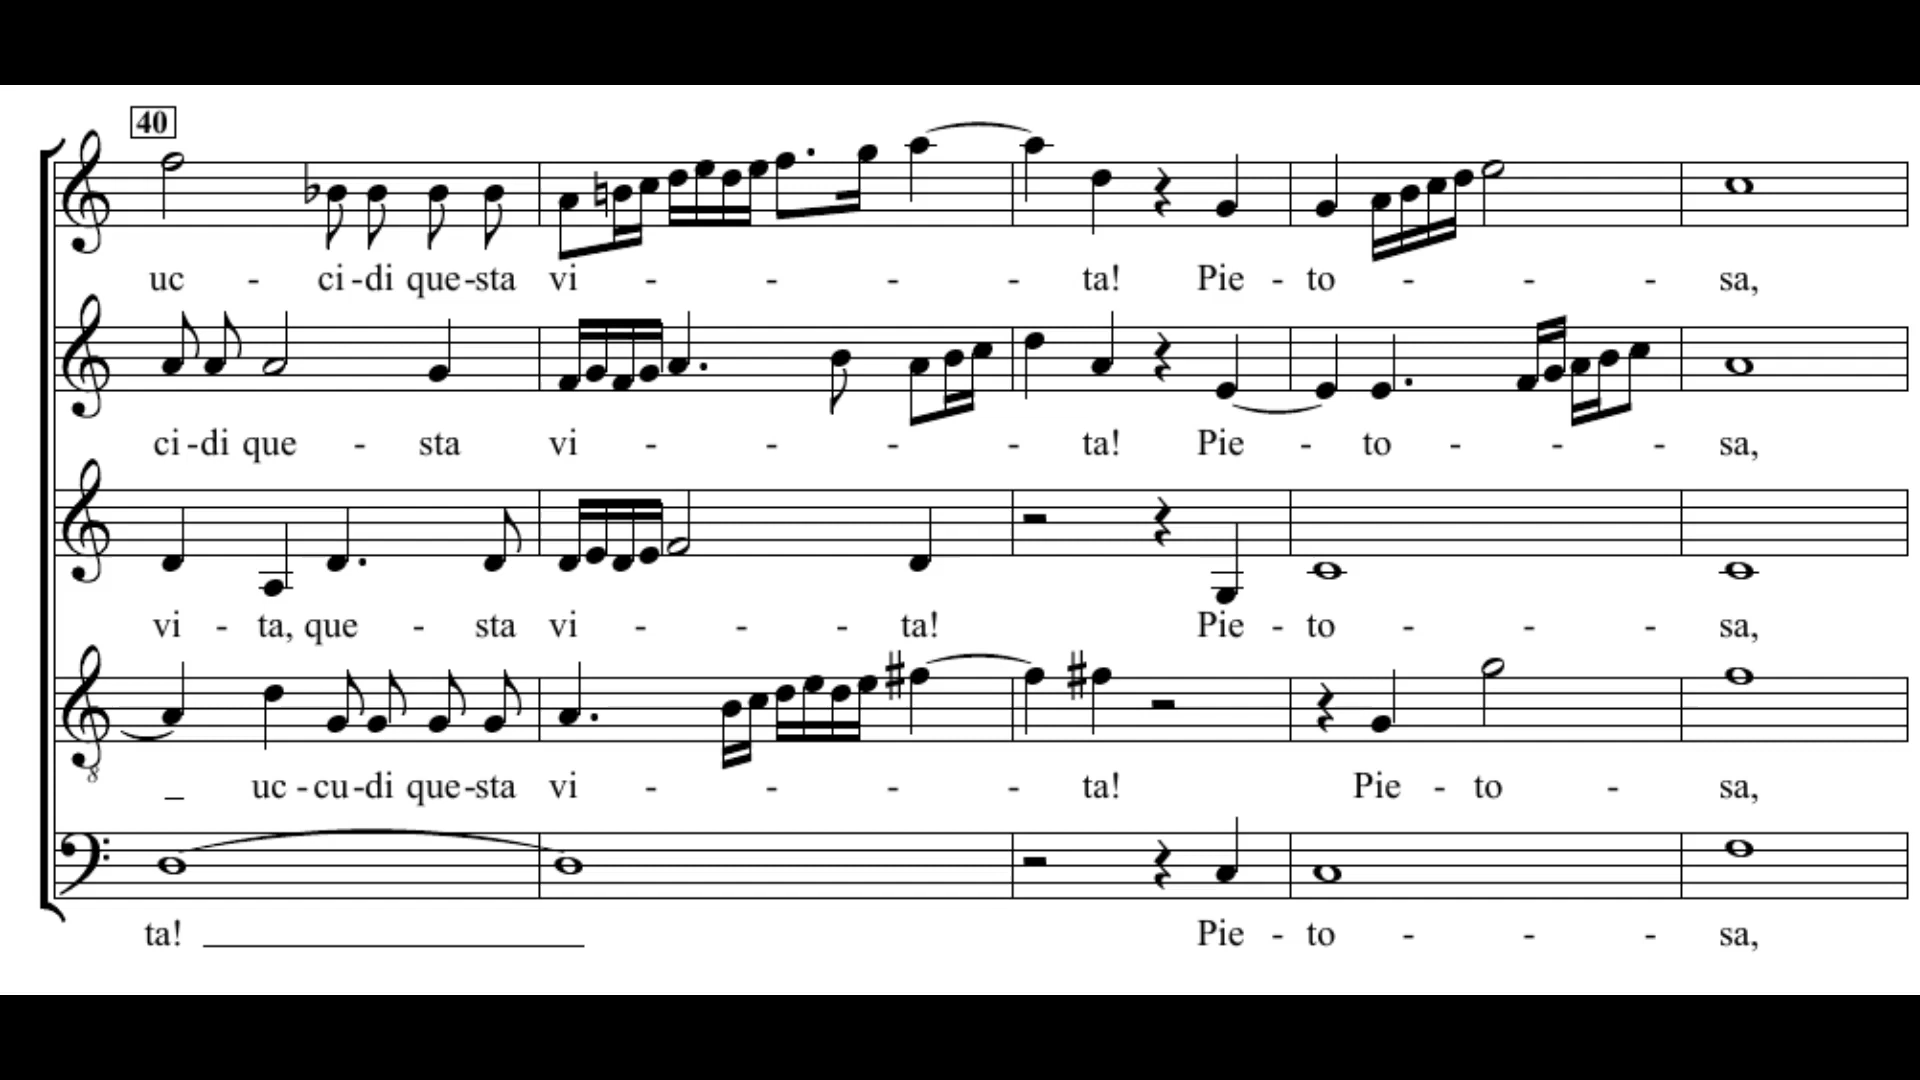 40
uc - ci-di que-sta vi - - - - ta! Pie - to - - - sa,
ci-di que - sta vi - - - - ta! Pie - to - - - sa,
vi - ta, que - sta vi - - - ta! Pie - to - - - sa,
8
_ uc-cu-di que-sta vi - - - - ta! Pie - to - sa,
ta! ____ Pie - to - - - sa,